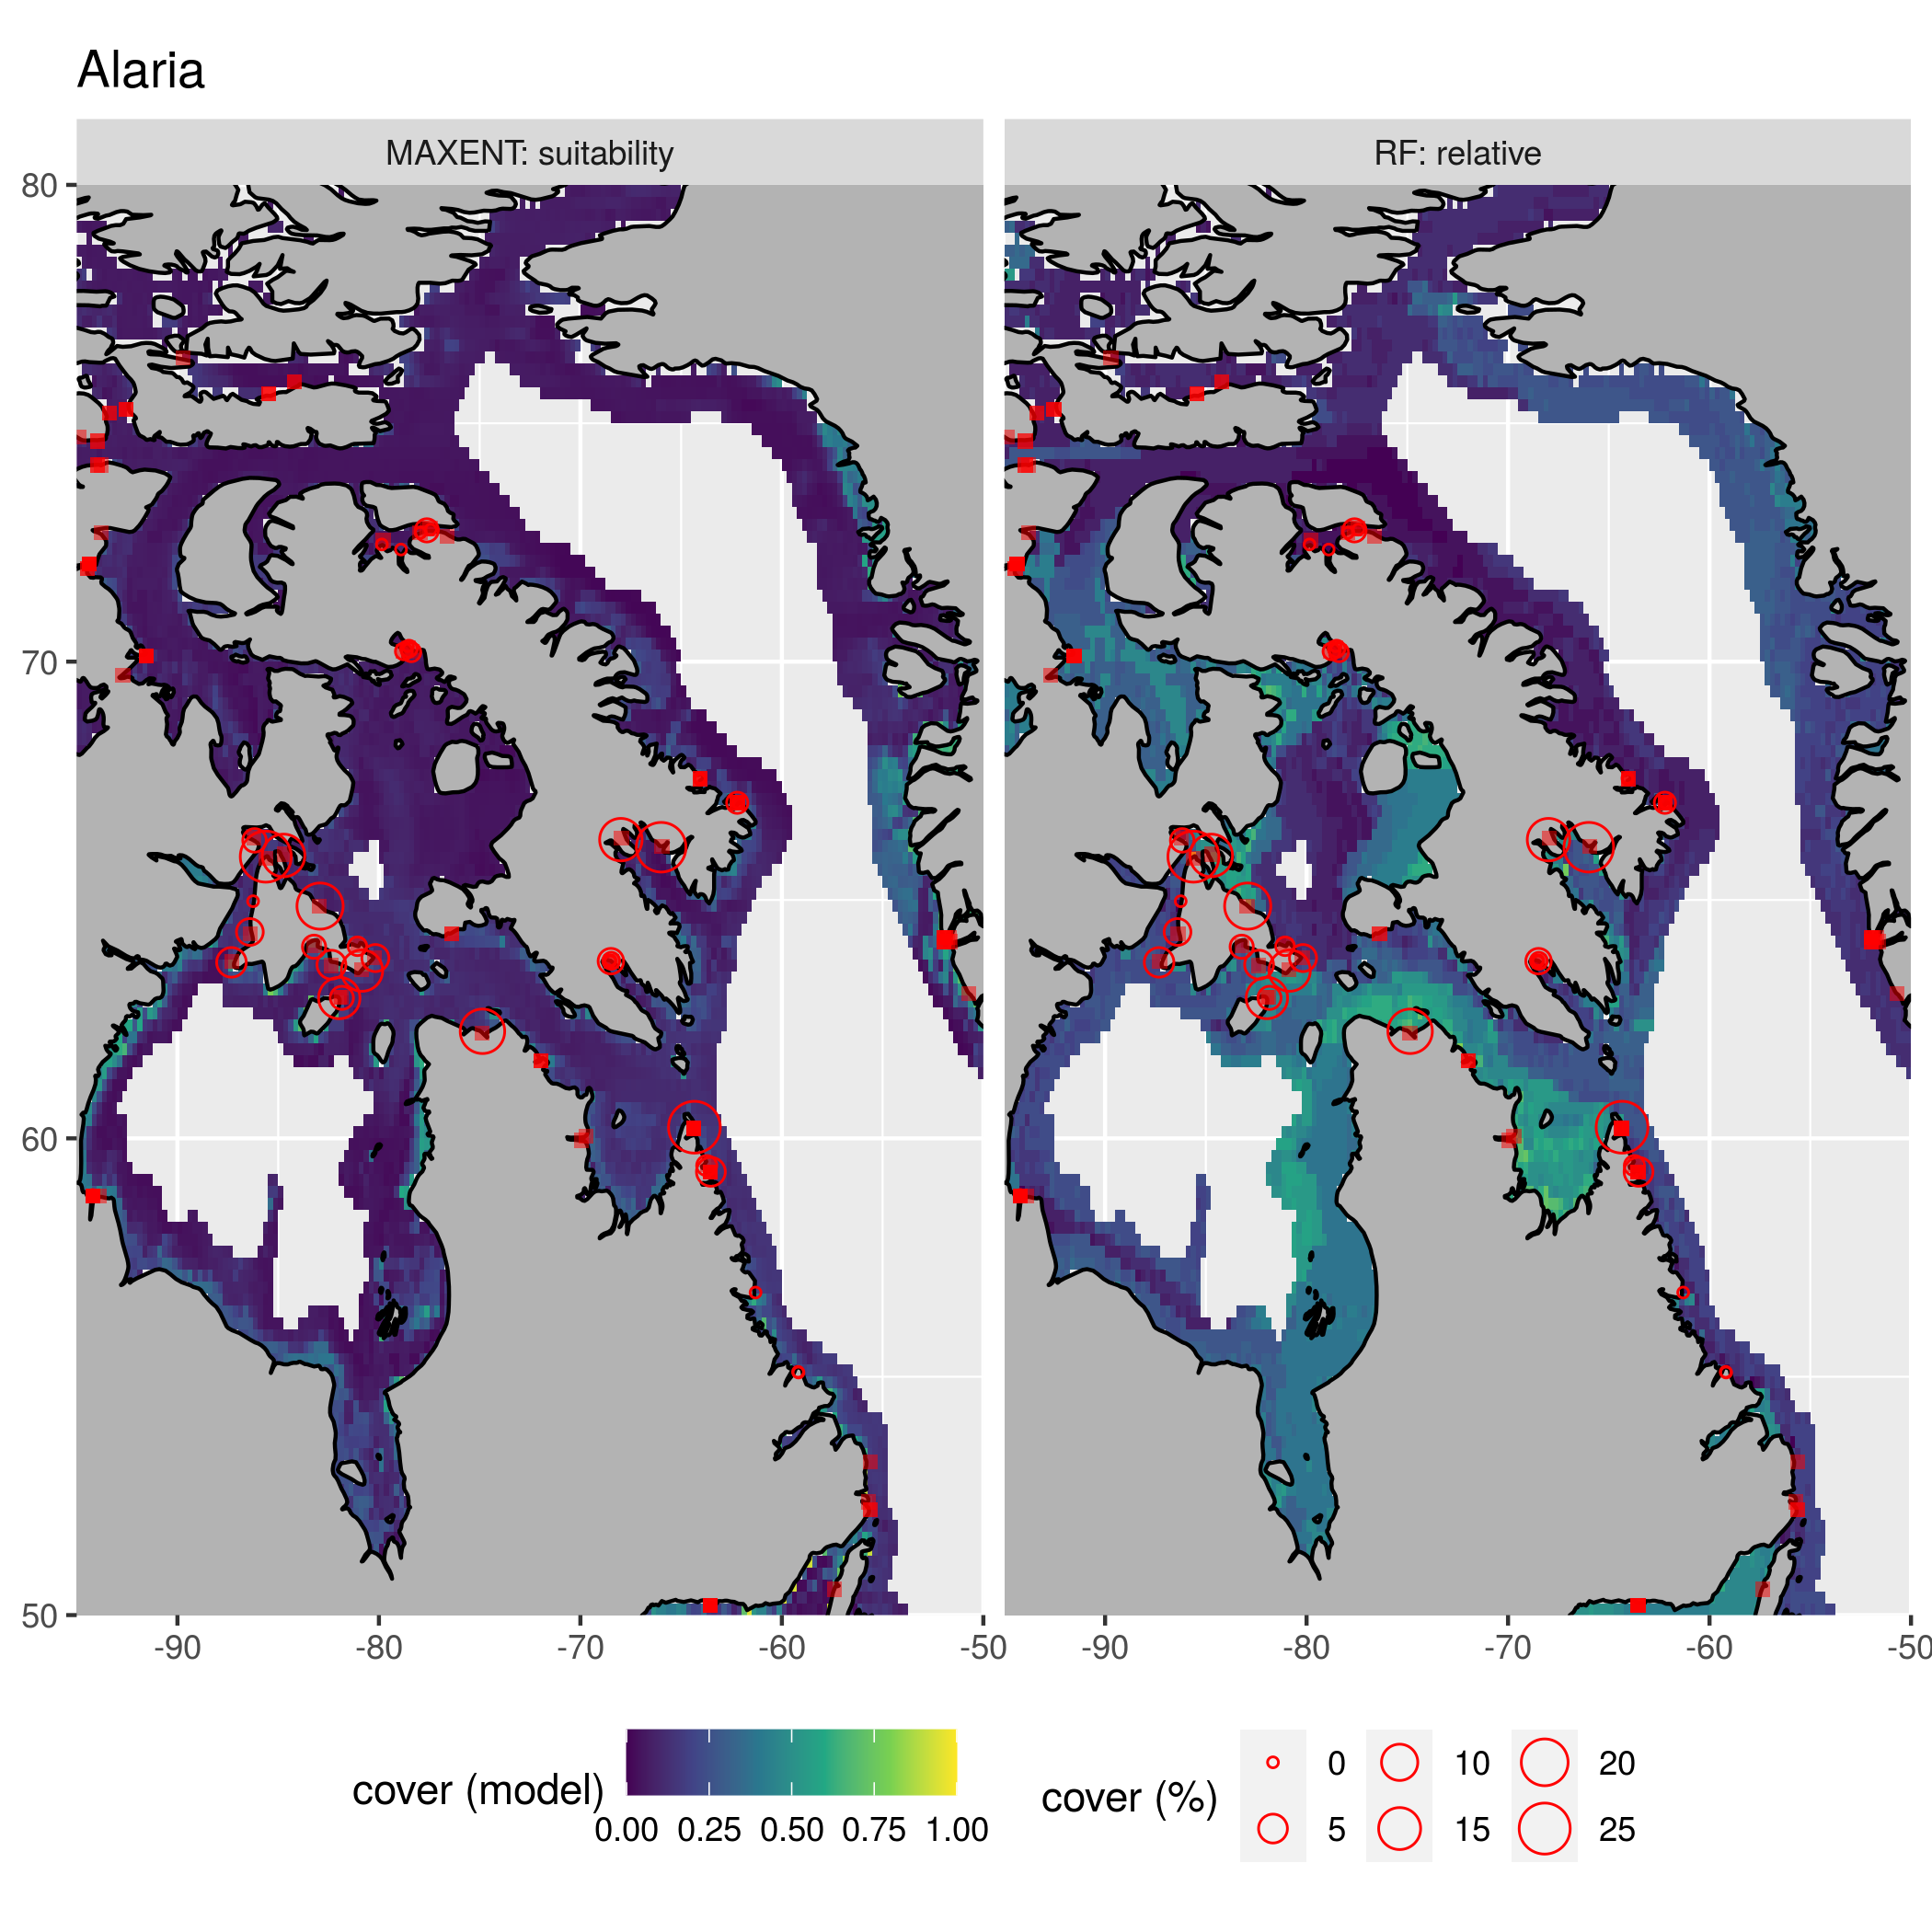 Alaria
MAXENT: suitability
RF: relative
80
70
60
50
-90 -80 -70 -60 -50
-90 -80 -70 -60 -50
cover (model)
0.00 0.25 0.50 0.75 1.00
cover (%)
0 10 20
5 15 25